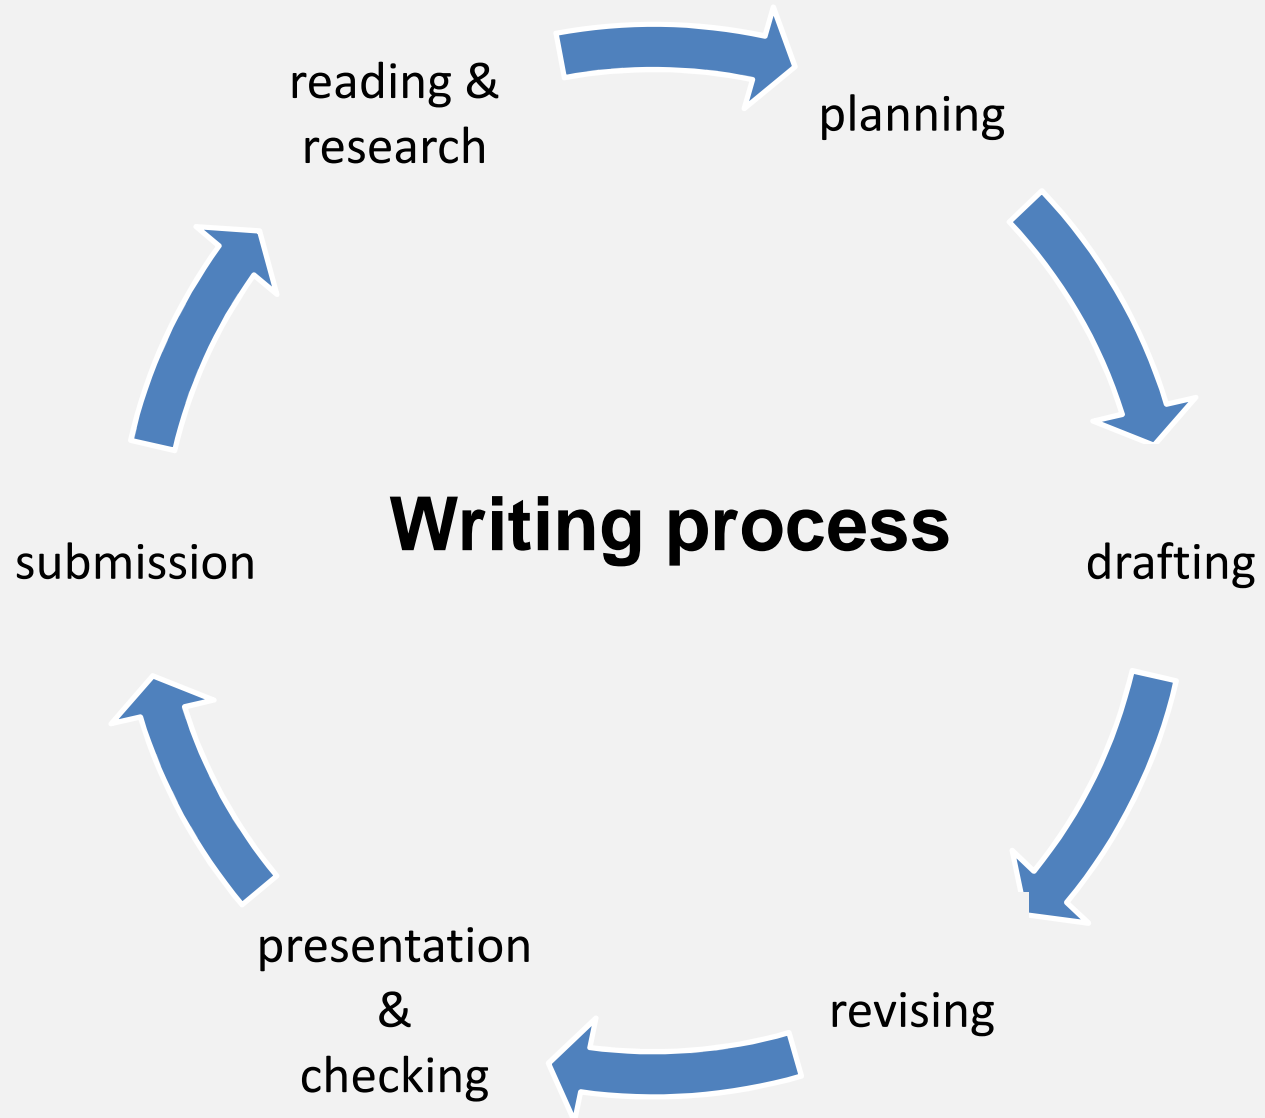 reading &
research
planning
Writing process
submission
drafting
presentation
&
checking
revising